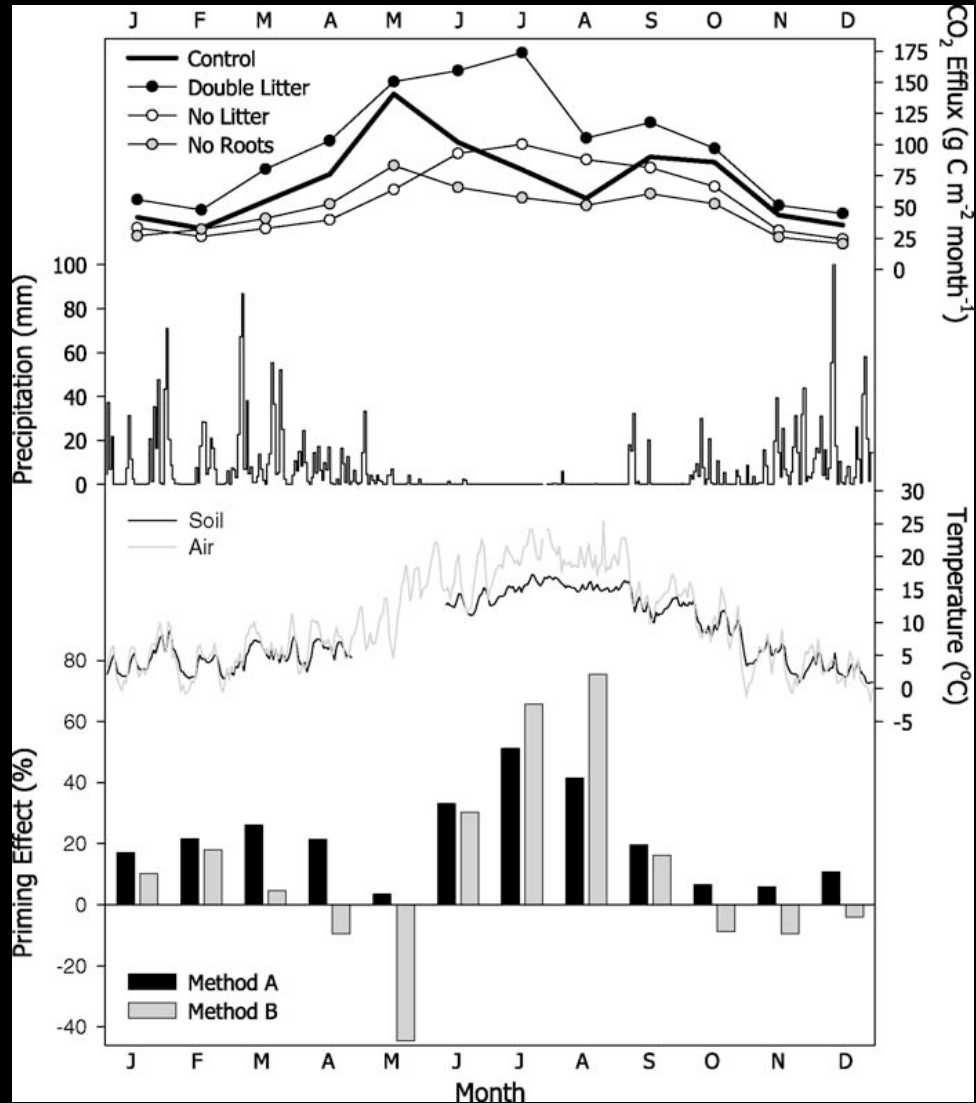 J F M A M J J A S O N D
Control
Double Litter
No Litter
No Roots
175
150
125
100
75
50
25
0
CO2 Efflux (g C m-2 month-1)
100
80
60
40
20
0
Precipitation (mm)
Soil
Air
30
25
20
15
10
5
0
-5
Temperature (oC)
80
60
40
20
0
-20
-40
Priming Effect (%)
Method A
Method B
J F M A M J J A S O N D
Month